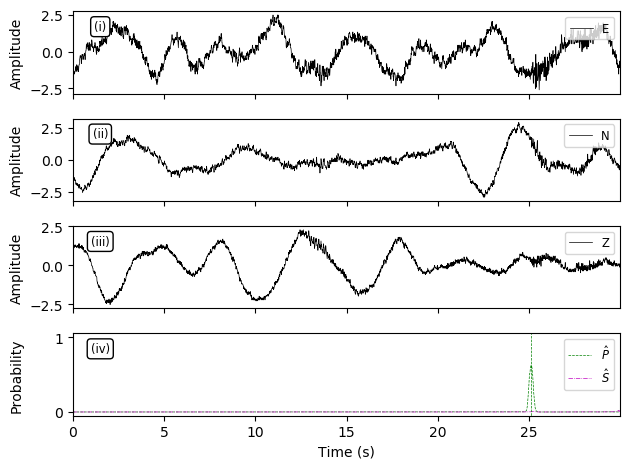 2.5
0.0
−2.5
Amplitude
(i)
E
2.5
0.0
−2.5
Amplitude
(ii)
N
2.5
0.0
−2.5
Amplitude
(iii)
Z
1
0
Probability
(iv)
P̂
Ŝ
0 5 10 15 20 25
Time (s)